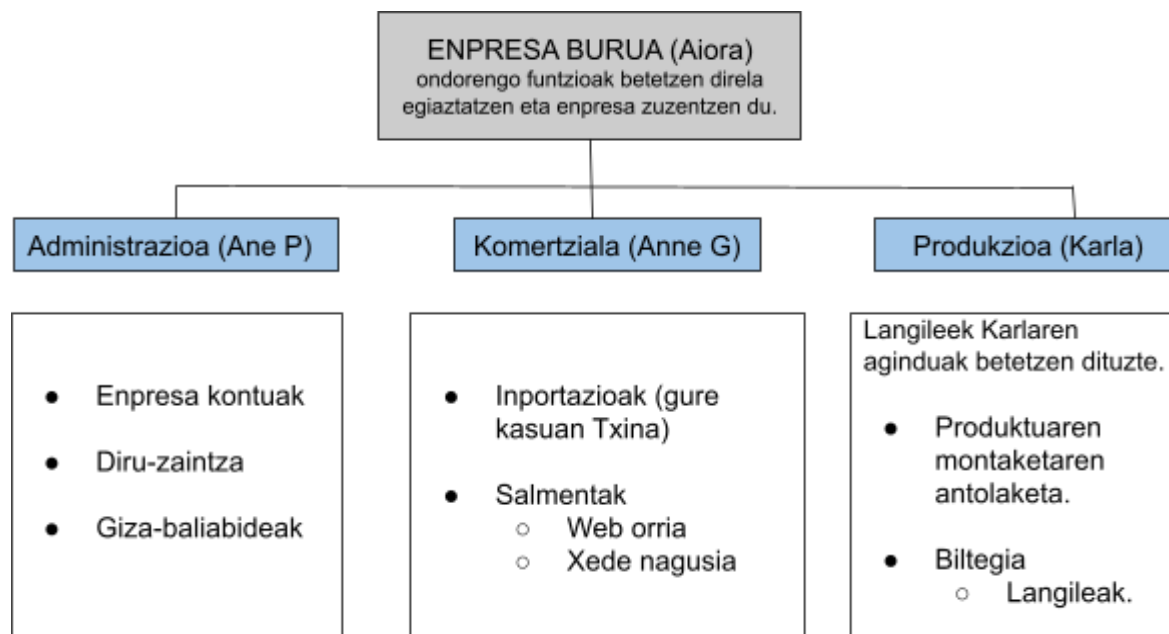 ENPRESA BURUA (Aiora)
ondorengo funtzioak betetzen direla
egiaztatzen eta enpresa zuzentzen du.
Administrazioa (Ane P)
Komertziala (Anne G)
Produkzioa (Karla)
● Enpresa kontuak
● Diru-zaintza
● Giza-baliabideak
● Inportazioak (gure
kasuan Txina)
● Salmentak
○ Web orria
○ Xede nagusia
Langileek Karlaren
aginduak betetzen dituzte.
● Produktuaren
montaketaren
antolaketa.
● Biltegia
○ Langileak.